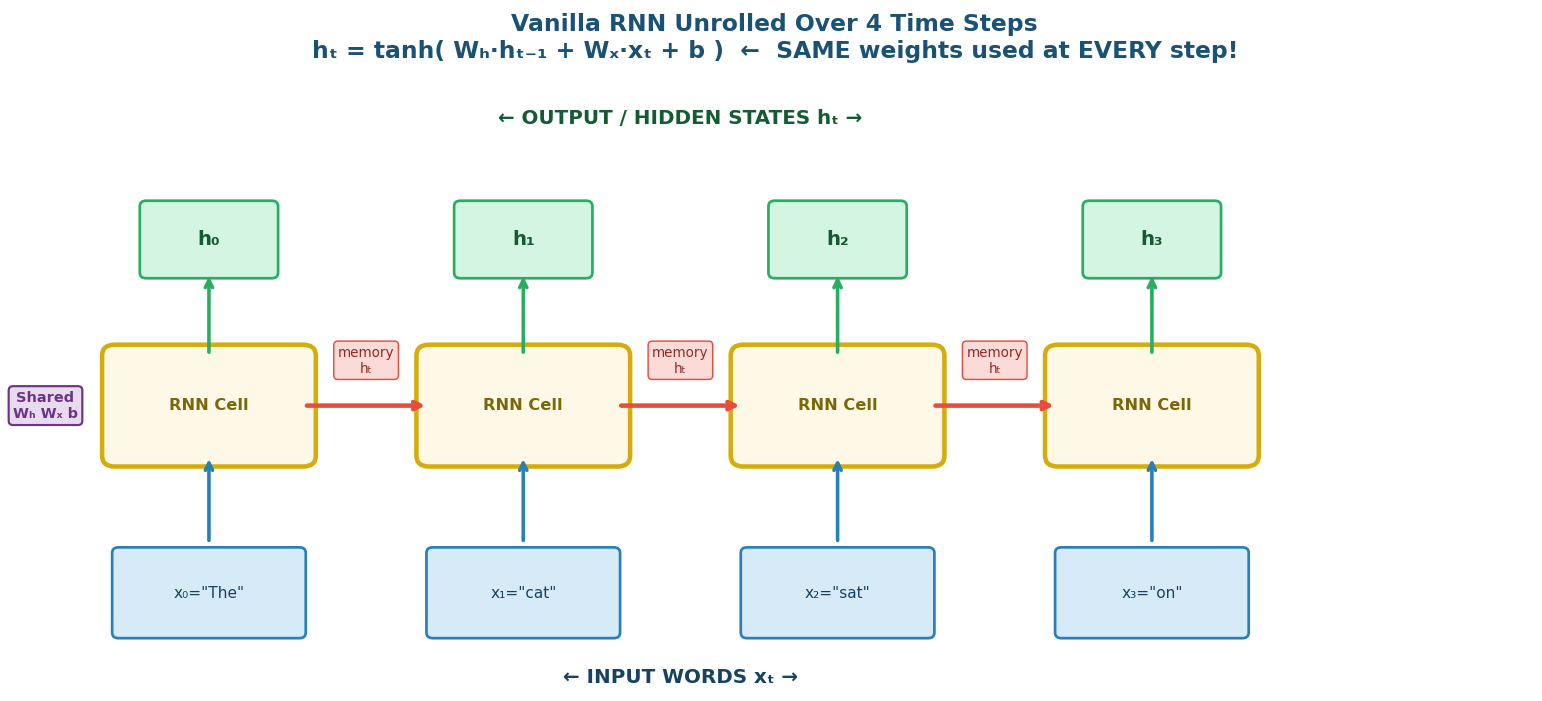 Vanilla RNN Unrolled Over 4 Time Steps
hₜ = tanh( Wₕ·hₜ₋₁ + Wₓ·xₜ + b )  ←  SAME weights used at EVERY step!
← OUTPUT / HIDDEN STATES hₜ →
h₀
h₁
h₂
h₃
memory
hₜ
memory
hₜ
memory
hₜ
Shared
Wₕ Wₓ b
RNN Cell
RNN Cell
RNN Cell
RNN Cell
x₀="The"
x₁="cat"
x₂="sat"
x₃="on"
← INPUT WORDS xₜ →